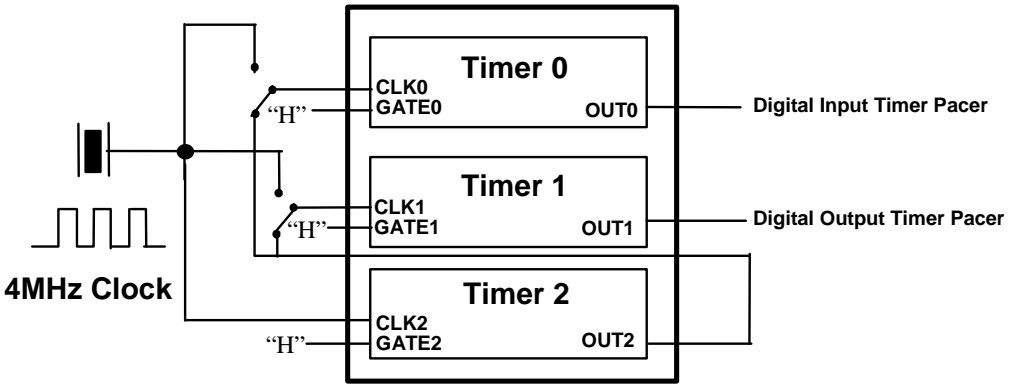 Timer 0
CLK0
“H”
GATE0
OUT0
Digital Input Timer Pacer
Timer 1
CLK1
“H”
GATE1
OUT1
Digital Output Timer Pacer
4MHz Clock
Timer 2
CLK2
“H”
GATE2
OUT2